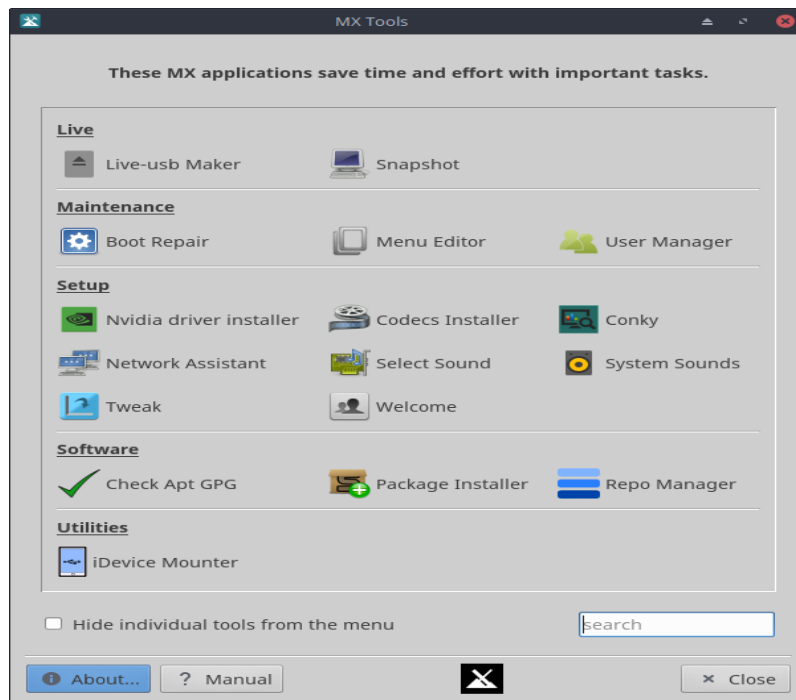 MX Tools
These MX applications save time and effort with important tasks.
Live
Live-usb Maker Snapshot
Maintenance
Boot Repair Menu Editor User Manager
Setup
Nvidia driver installer Codecs Installer Conky
Network Assistant Select Sound System Sounds
Tweak Welcome
Software
Check Apt GPG Package Installer Repo Manager
Utilities
iDevice Mounter
Hide individual tools from the menu search
About... ? Manual Close